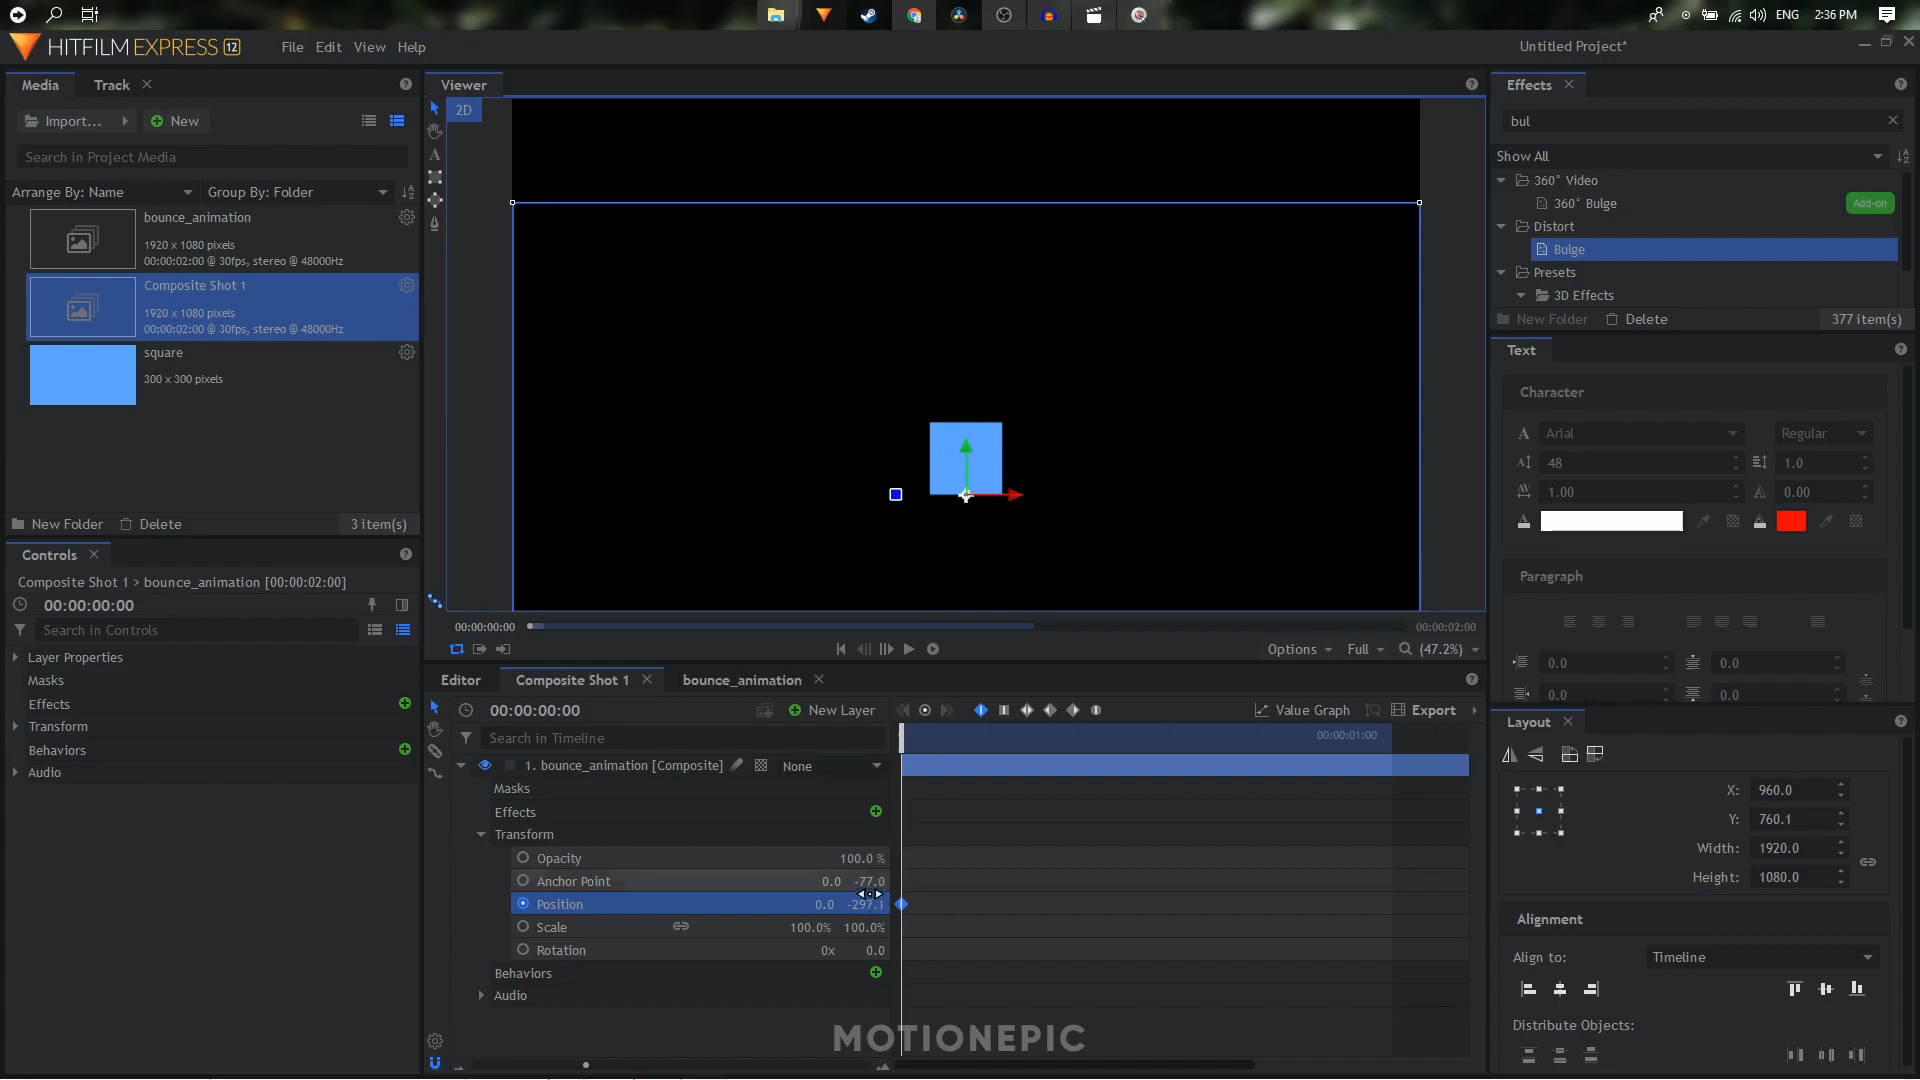 ENG
2:36 PM
HITFILM EXPRESS 12
File Edit View Help
Untitled Project*
Media
Track
Import...
New
Search in Project Media
Arrange By: Name
Group By: Folder
bounce_animation
1920 x 1080 pixels
00:00:02:00 @ 30fps, stereo @ 48000Hz
Composite Shot 1
1920 x 1080 pixels
00:00:02:00 @ 30fps, stereo @ 48000Hz
square
300 x 300 pixels
New Folder
Delete
3 item(s)
Controls
Composite Shot 1 > bounce_animation [00:00:02:00]
00:00:00:00
Search in Controls
Layer Properties
Masks
Effects
Transform
Behaviors
Audio
Viewer
2D
A
00:00:00:00
00:00:02:00
Options
Full
(47.2%)
Editor
Composite Shot 1
bounce_animation
00:00:00:00
New Layer
Value Graph
Export
Search in Timeline
00:00:01:00
1. bounce_animation [Composite]
None
Masks
Effects
Transform
Opacity
100.0 %
Anchor Point
0.0 -77.0
Position
0.0 -297.1
Scale
100.0% 100.0%
Rotation
0x 0.0
Behaviors
Audio
MOTIONEPIC
Effects
bul
Show All
360° Video
360° Bulge
Add-on
Distort
Bulge
Presets
3D Effects
New Folder
Delete
377 item(s)
Text
Character
Arial
Regular
48
1.0
1.00
0.00
Paragraph
0.0
0.0
0.0
0.0
Layout
X: 960.0
Y: 760.1
Width: 1920.0
Height: 1080.0
Alignment
Align to:
Timeline
Distribute Objects: